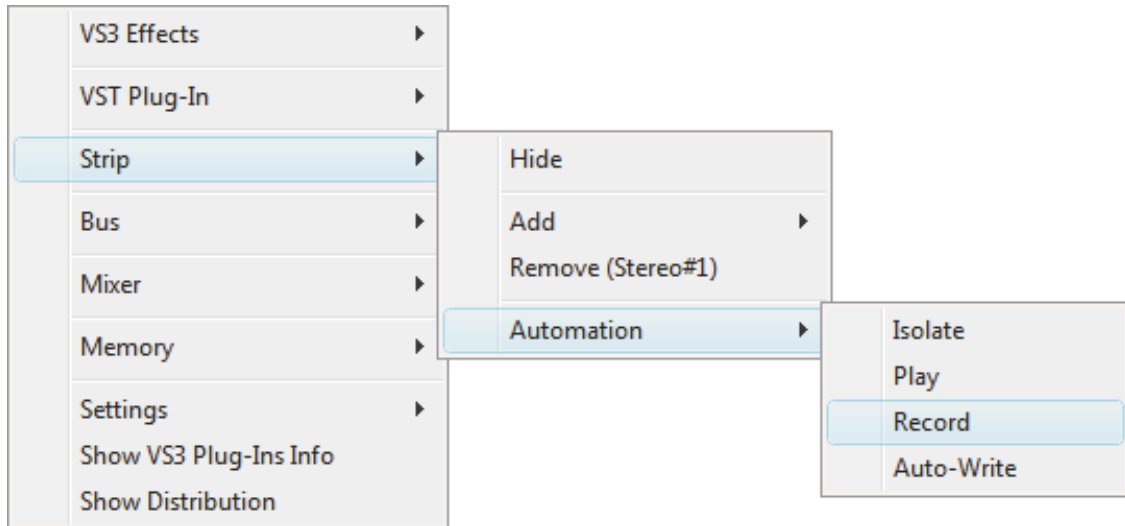 VS3 Effects
VST Plug-In
Strip
Bus
Mixer
Memory
Settings
Show VS3 Plug-Ins Info
Show Distribution
Hide
Add
Remove (Stereo#1)
Automation
Isolate
Play
Record
Auto-Write